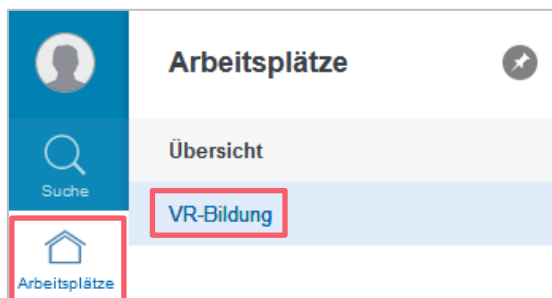 Arbeitsplätze
Übersicht
Suche
VR-Bildung
Arbeitsplätze